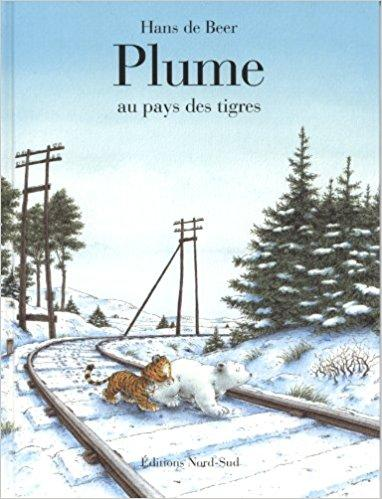 Hans de Beer
Plume
au pays des tigres
Éditions Nord-Sud